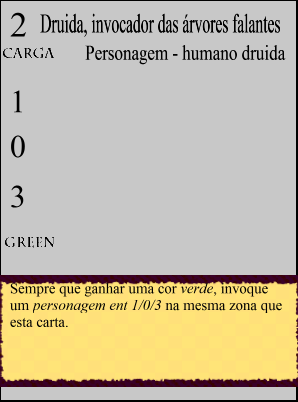 2 Druida, invocador das árvores falantes
CARGA Personagem - humano druida
1
0
3
GREEN
Sempre que ganhar uma cor verde, invoque
um personagem ent 1/0/3 na mesma zona que
esta carta.